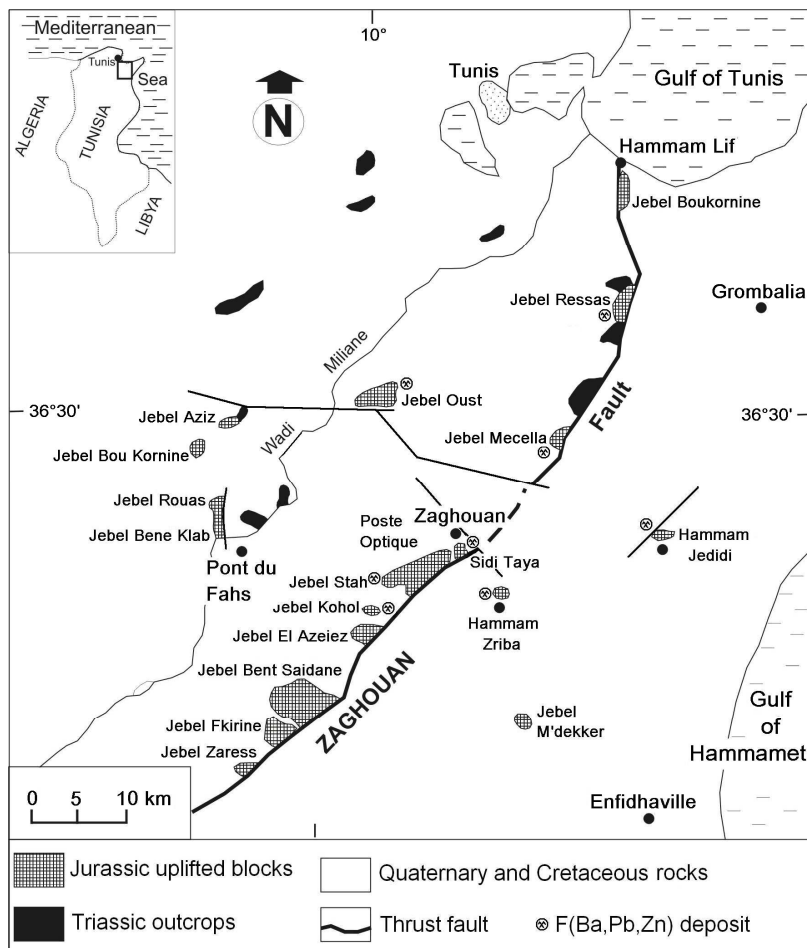 Mediterranean
Tunis
Sea
ALGERIA
TUNISIA
LIBYA
10°
N
Tunis
Gulf of Tunis
Hammam Lif
Jebel Boukornine
Jebel Ressas
Grombalia
Miliane
36°30'
Jebel Oust
36°30'
Jebel Aziz
Wadi
Jebel Mecella
Fault
Jebel Bou Kornine
Jebel Rouas
Poste
Optique
Zaghouan
Jebel Bene Klab
Hammam
Jedidi
Sidi Taya
Pont du
Fahs
Jebel Stah
Jebel Kohol
Hammam
Zriba
Jebel El Azeiez
Jebel Bent Saidane
ZAGHOUAN
Jebel Fkirine
Jebel
M'dekker
Gulf
of
Hammamet
Jebel Zaress
0 5 10 km
Enfidhaville
Jurassic uplifted blocks
Quaternary and Cretaceous rocks
Triassic outcrops
Thrust fault
F(Ba,Pb,Zn) deposit